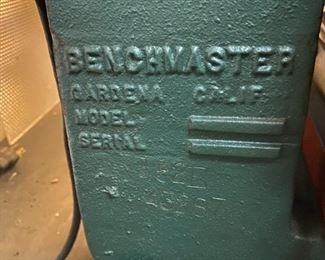 BENCHMASTER
GARDENA CALIF.
MODEL
SERIAL